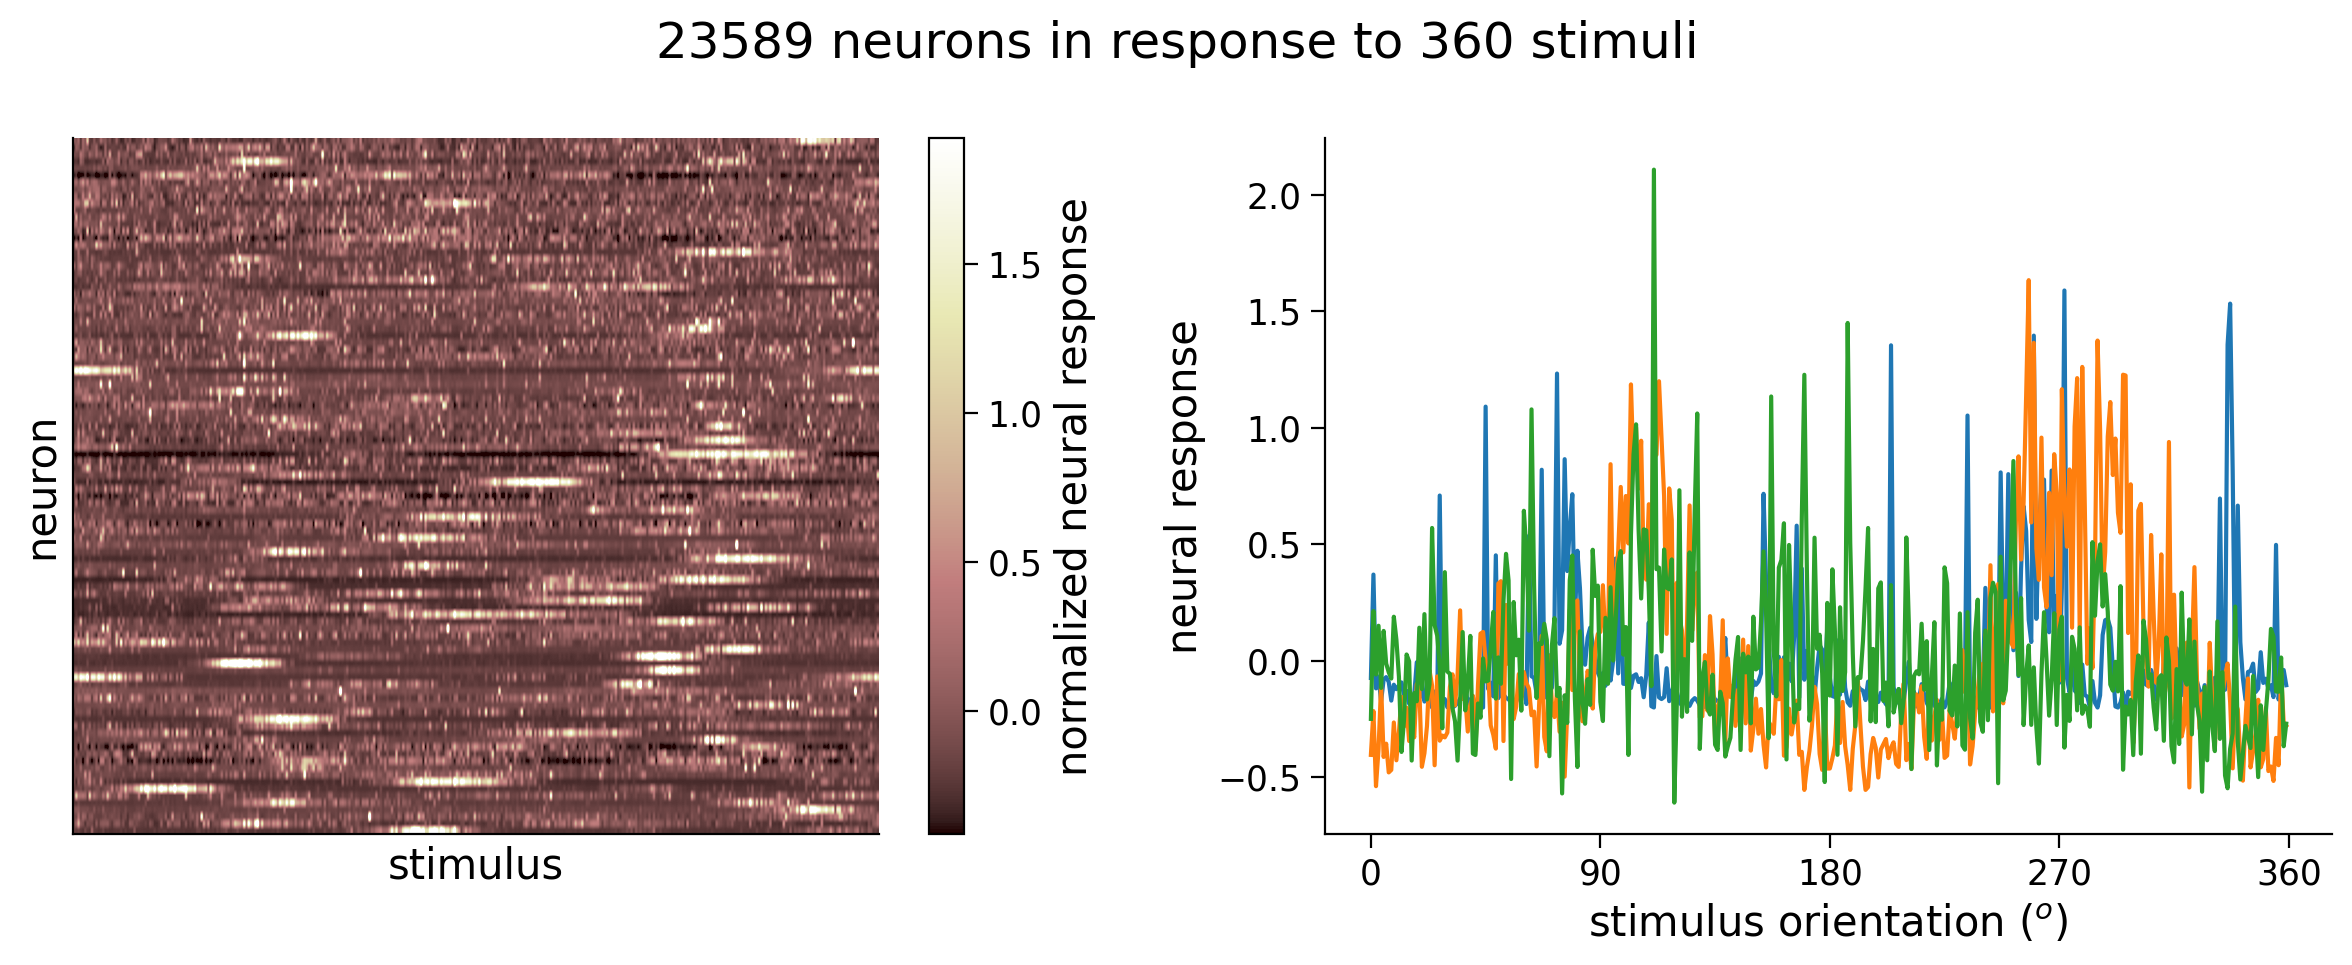 23589 neurons in response to 360 stimuli
neuron
stimulus
1.5
1.0
0.5
0.0
normalized neural response
neural response
2.0
1.5
1.0
0.5
0.0
−0.5
0 90 180 270 360
stimulus orientation (°)